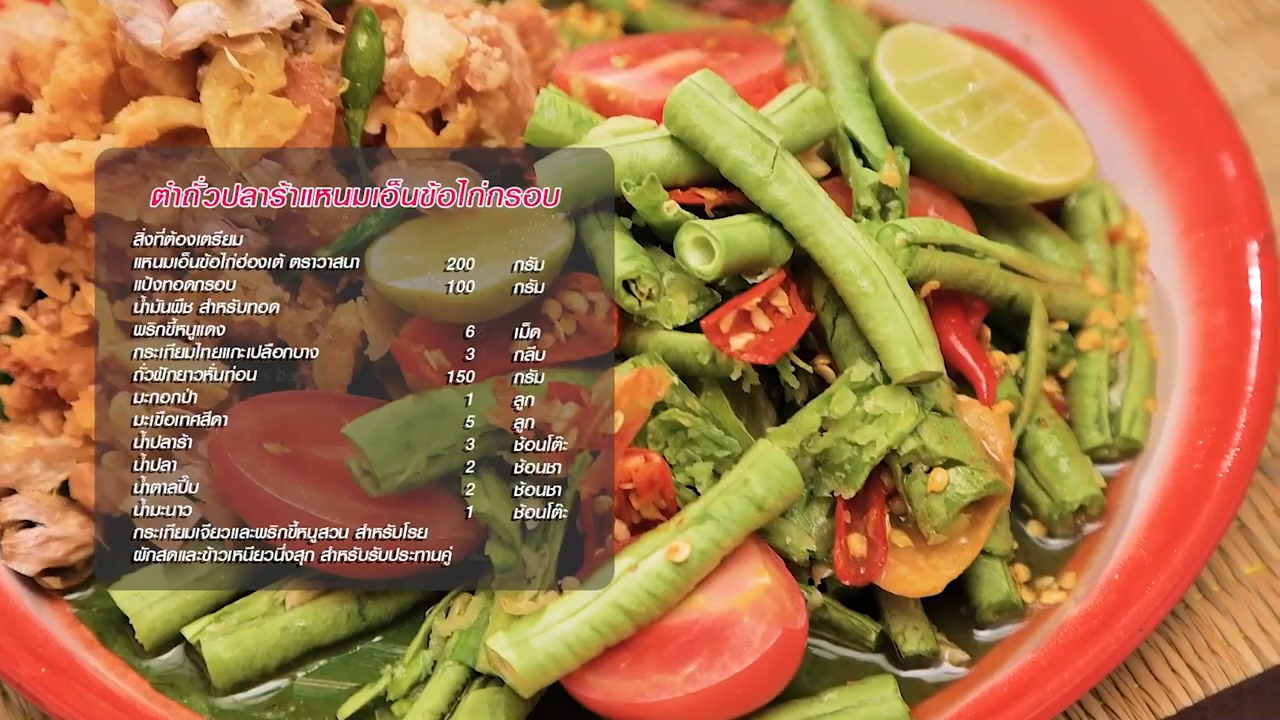 ตำถั่วปลาร้าแหนมเอ็นข้อไก่กรอบ
สิ่งที่ต้องเตรียม
แหนมเอ็นข้อไก่ฮ่องเต้ ตราวาสนา 200 กรัม
แป้งทอดกรอบ 100 กรัม
น้ำมันพืช สำหรับทอด
พริกขี้หนูแดง 6 เม็ด
กระเทียมไทยแกะเปลือกบาง 3 กลีบ
ถั่วฝักยาวหั่นท่อน 150 กรัม
มะกอกป่า 1 ลูก
มะเขือเทศสีดา 5 ลูก
น้ำปลาร้า 3 ช้อนโต๊ะ
น้ำปลา 2 ช้อนชา
น้ำตาลปี๊บ 2 ช้อนชา
น้ำมะนาว 1 ช้อนโต๊ะ
กระเทียมเจียวและพริกขี้หนูสวน สำหรับโรย
ผักสดและข้าวเหนียวนึ่งสุก สำหรับรับประทานคู่